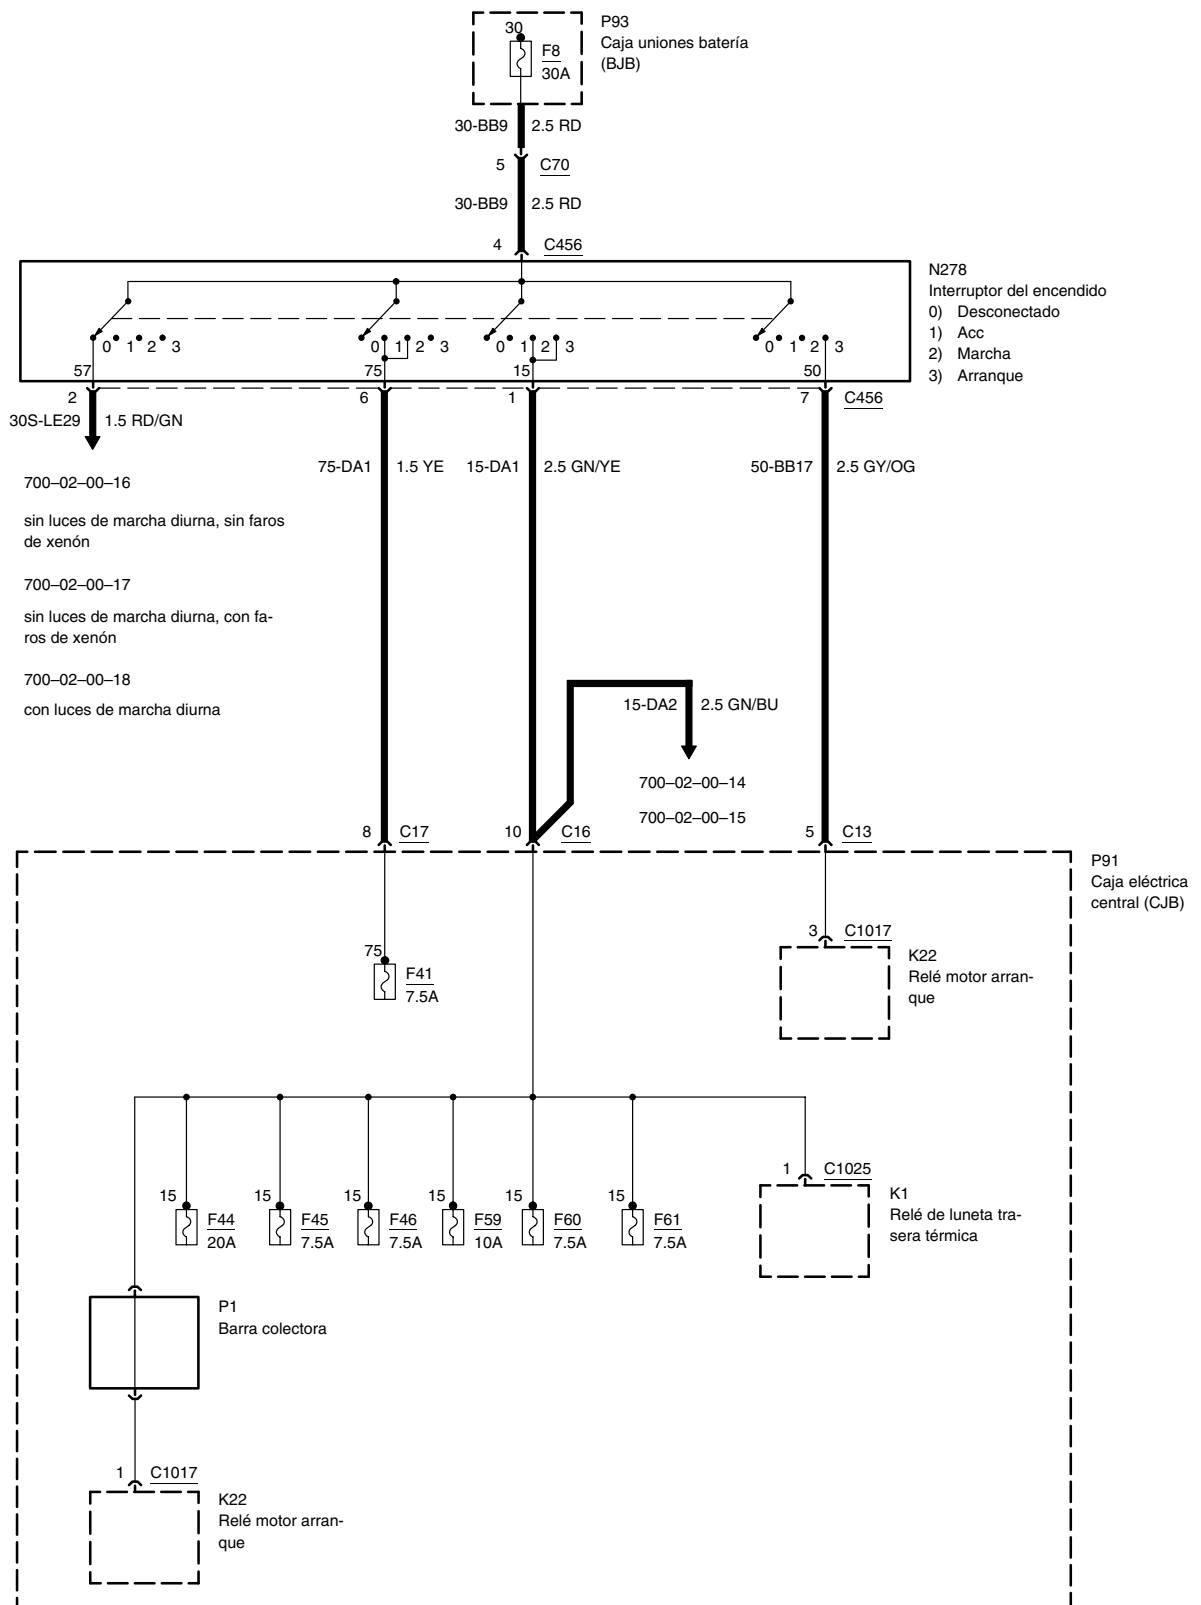 30
P93
Caja uniones batería
(BJB)
F8
30A
30-BB9 2.5 RD
5 C70
30-BB9 2.5 RD
4 C456
N278
Interruptor del encendido
0) Desconectado
1) Acc
2) Marcha
3) Arranque
0 1 2 3
0 1 2 3
0 1 2 3
0 1 2 3
57 75 15 50
2 6 1 7 C456
30S-LE29 1.5 RD/GN
75-DA1 1.5 YE
15-DA1 2.5 GN/YE
50-BB17 2.5 GY/OG
700–02–00–16
sin luces de marcha diurna, sin faros
de xenón
700–02–00–17
sin luces de marcha diurna, con fa-
ros de xenón
700–02–00–18
con luces de marcha diurna
15-DA2 2.5 GN/BU
700–02–00–14
700–02–00–15
8 C17
10 C16
5 C13
P91
Caja eléctrica
central (CJB)
75
F41
7.5A
3 C1017
K22
Relé motor arran-
que
15 F44
20A
15 F45
7.5A
15 F46
7.5A
15 F59
10A
15 F60
7.5A
15 F61
7.5A
1 C1025
K1
Relé de luneta tra-
sera térmica
P1
Barra colectora
1 C1017
K22
Relé motor arran-
que